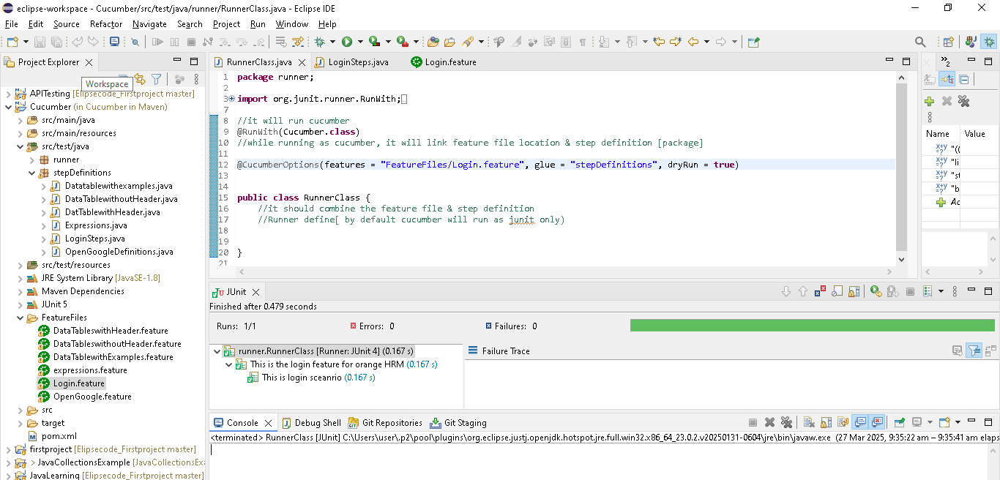 eclipse-workspace - Cucumber/src/test/java/runner/RunnerClass.java - Eclipse IDE
File Edit Source Refactor Navigate Search Project Run Window Help
Project Explorer
Workspace
APITesting [Elipsecode_Firstproject master]
Cucumber (in Cucumber in Maven)
src/main/java
src/main/resources
src/test/java
runner
stepDefinitions
Datatablewithexamples.java
DataTablewithoutHeader.java
DatTablewithHeader.java
Expressions.java
LoginSteps.java
OpenGoogleDefinitions.java
src/test/resources
JRE System Library [JavaSE-1.8]
Maven Dependencies
JUnit 5
FeatureFiles
DataTableswithHeader.feature
DataTableswithoutHeader.feature
DataTablewithExamples.feature
expressions.feature
Login.feature
OpenGoogle.feature
src
target
pom.xml
firstproject [Elipsecode_Firstproject master]
> JavaCollectionsExample [JavaCollectionsExa
JavaLearning [Elipsecode_Firstproject master]
RunnerClass.java LoginSteps.java Login.feature
1 package runner;
2
3 import org.junit.runner.RunWith;
7
8 //it will run cucumber
9 @RunWith(Cucumber.class)
10 //while running as cucumber, it will link feature file location & step definition [package]
11
12 @CucumberOptions(features = "FeatureFiles/Login.feature", glue = "stepDefinitions", dryRun = true)
13
14
15 public class RunnerClass {
16 //it should combine the feature file & step definition
17 //Runner define[ by default cucumber will run as junit only)
18
19
20 }
21
2
Name Value
x+y =? "((
x+y =? "li
x+y =? "st
x+y =? "b
Ac
JUnit
Finished after 0.479 seconds
Runs: 1/1 Errors: 0 Failures: 0
runner.RunnerClass [Runner: JUnit 4] (0.167 s)
This is the login feature for orange HRM (0.167 s)
This is login sceanrio (0.167 s)
Failure Trace
Console Debug Shell Git Repositories Git Staging
<terminated> RunnerClass [JUnit] C:\Users\user\.p2\pool\plugins\org.eclipse.justj.openjdk.hotspot.jre.full.win32.x86_64_23.0.2.v20250131-0604\jre\bin\javaw.exe (27 Mar 2025, 9:35:22 am – 9:35:41 am elaps